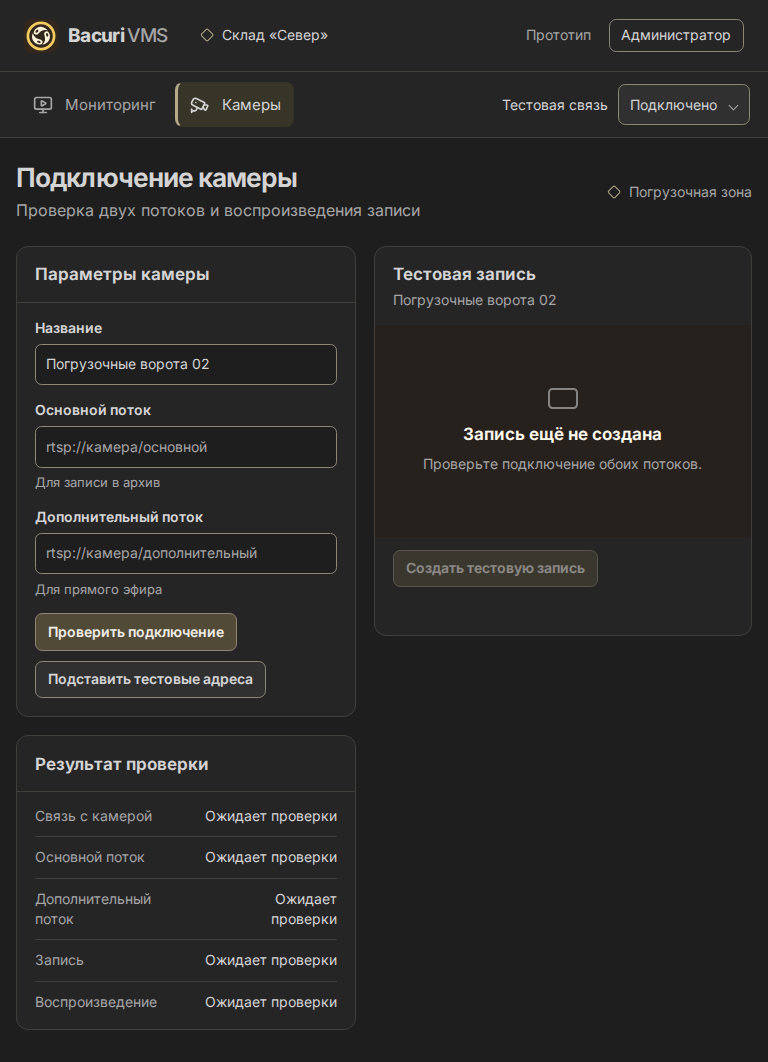 Bacuri VMS
Склад «Север»
Прототип
Администратор
Мониторинг
Камеры
Тестовая связь
Подключено
Подключение камеры
Проверка двух потоков и воспроизведения записи
Погрузочная зона
Параметры камеры
Название
Погрузочные ворота 02
Основной поток
rtsp://камера/основной
Для записи в архив
Дополнительный поток
rtsp://камера/дополнительный
Для прямого эфира
Проверить подключение
Подставить тестовые адреса
Тестовая запись
Погрузочные ворота 02
Запись ещё не создана
Проверьте подключение обоих потоков.
Создать тестовую запись
Результат проверки
Связь с камерой Ожидает проверки
Основной поток Ожидает проверки
Дополнительный Ожидает
поток проверки
Запись Ожидает проверки
Воспроизведение Ожидает проверки